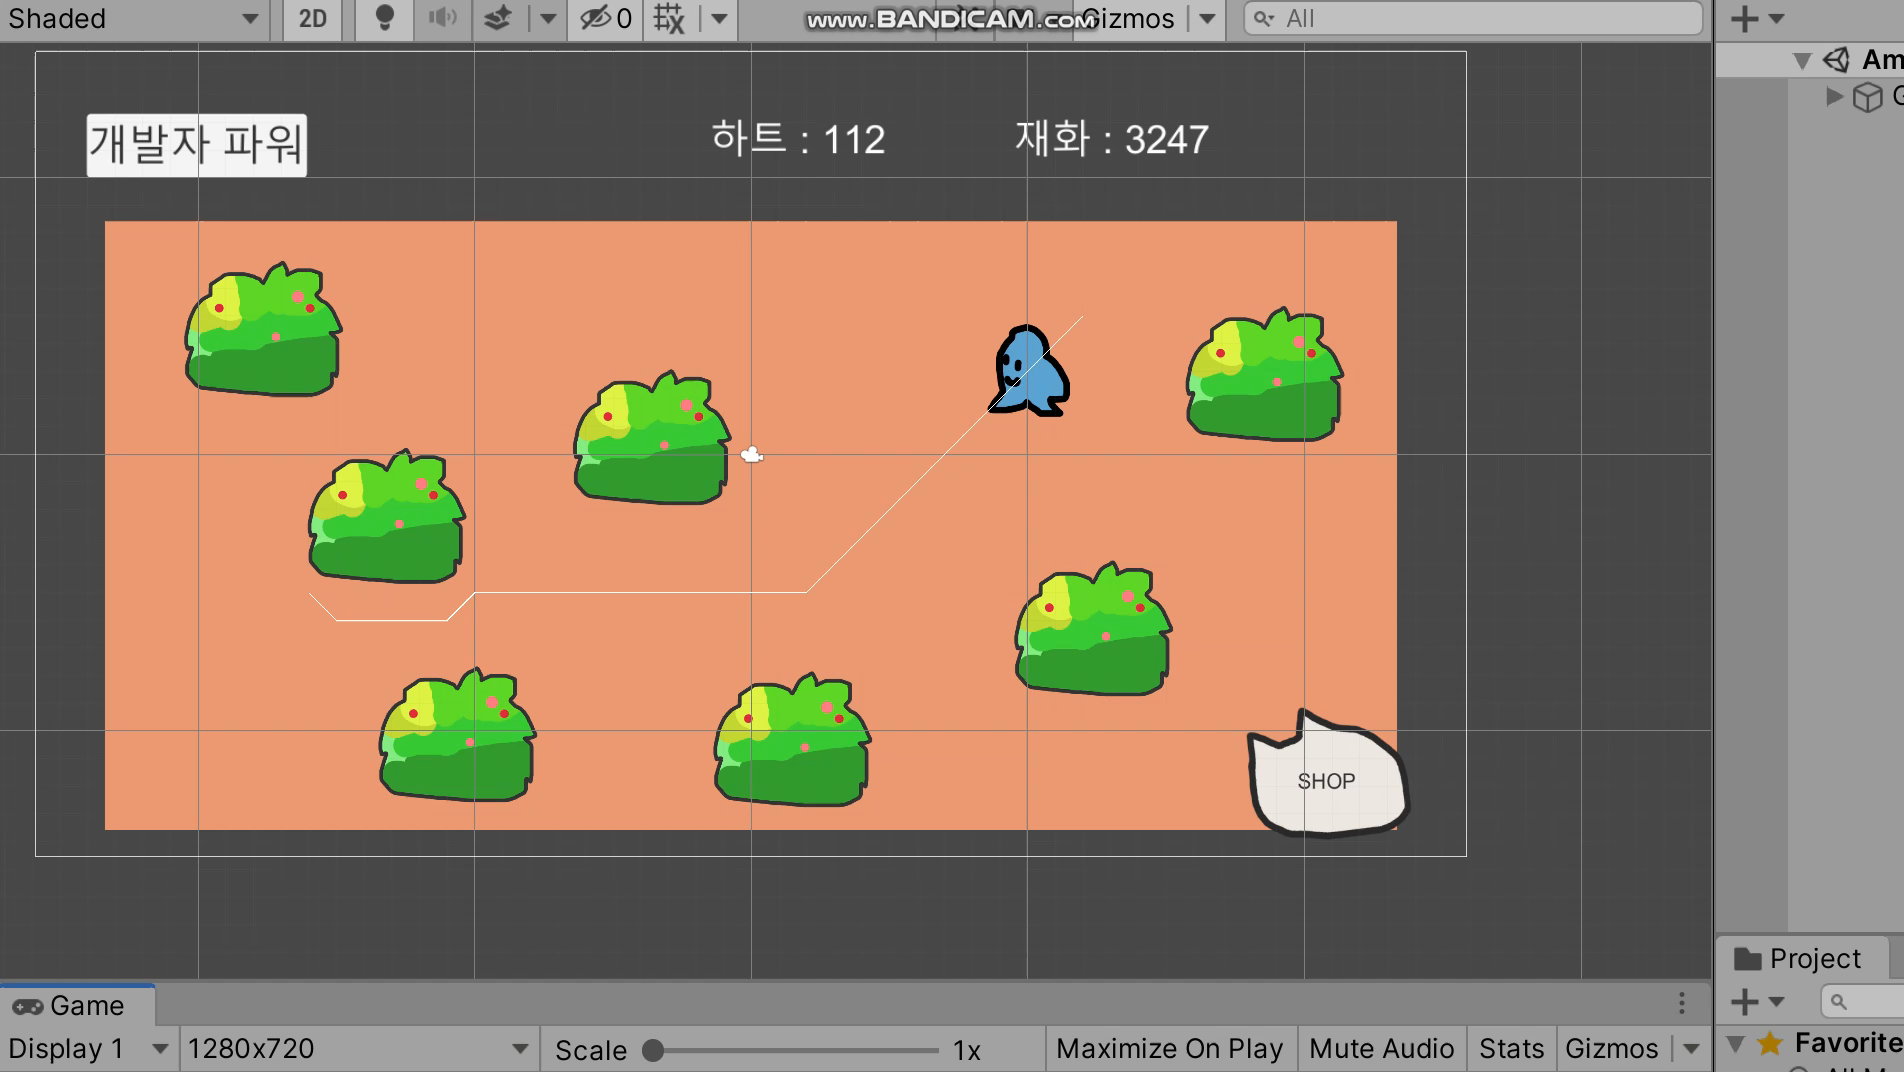 Shaded
2D
0
www.BANDICAM.com
Gizmos
All
Am
개발자 파워
하트 : 112
재화 : 3247
SHOP
Project
Game
Display 1
1280x720
Scale
1x
Maximize On Play
Mute Audio
Stats
Gizmos
Favorite